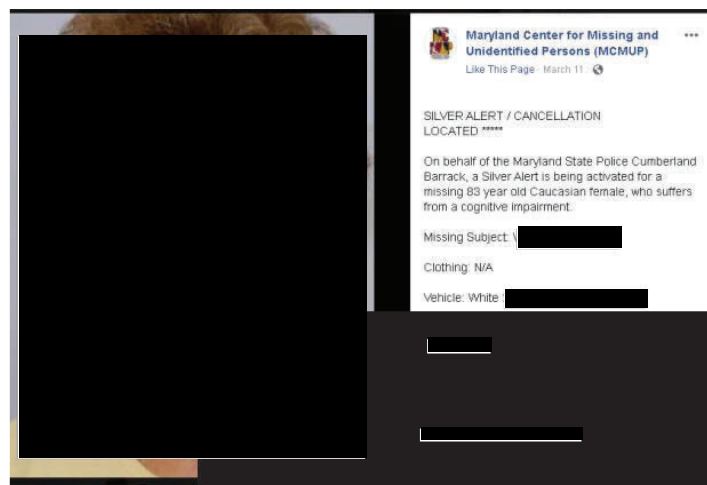 Maryland Center for Missing and
Unidentified Persons (MCMUP)
Like This Page · March 11 ·
SILVER ALERT / CANCELLATION
LOCATED *****
On behalf of the Maryland State Police Cumberland
Barrack, a Silver Alert is being activated for a
missing 83 year old Caucasian female, who suffers
from a cognitive impairment.
Missing Subject:
Clothing: N/A
Vehicle: White